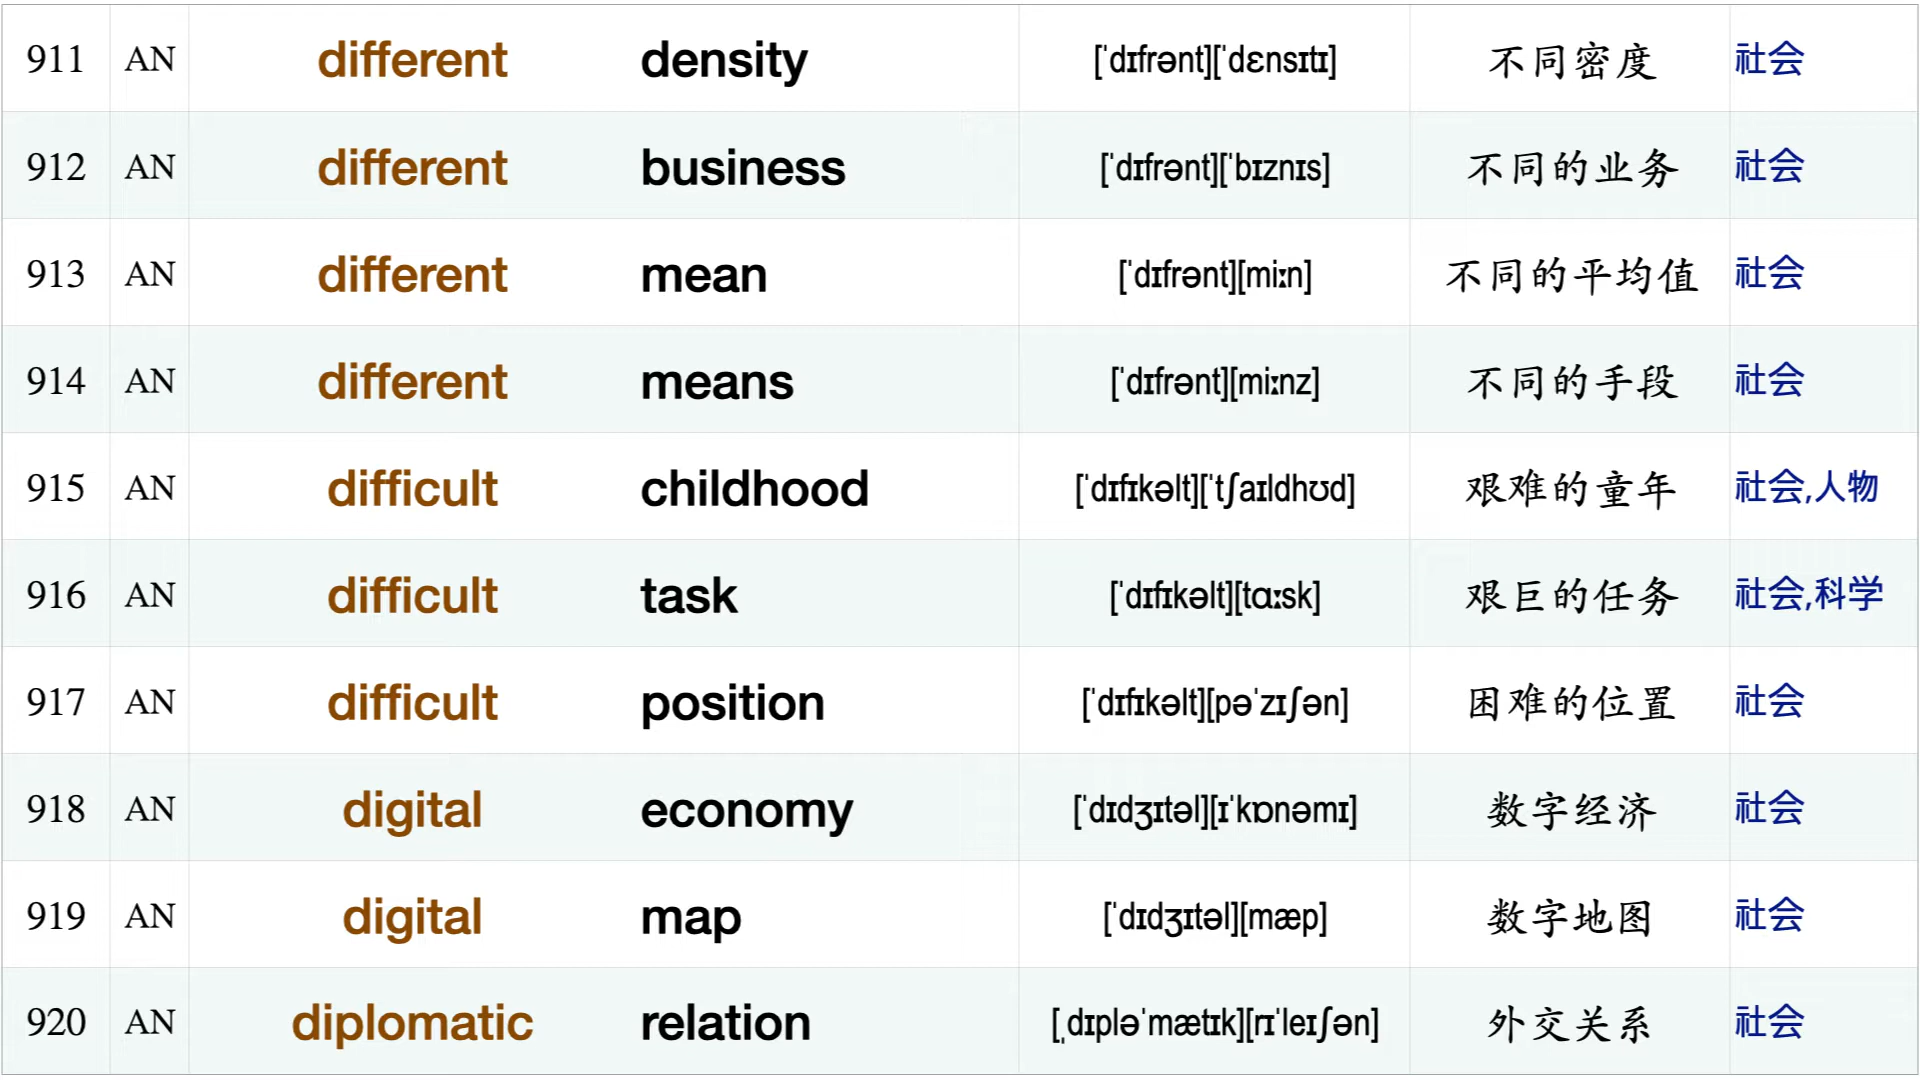 911 AN different density [ˈdɪfrənt][ˈdɛnsɪtɪ] 不同密度 社会
912 AN different business [ˈdɪfrənt][ˈbɪznɪs] 不同的业务 社会
913 AN different mean [ˈdɪfrənt][miːn] 不同的平均值 社会
914 AN different means [ˈdɪfrənt][miːnz] 不同的手段 社会
915 AN difficult childhood [ˈdɪfɪkəlt][ˈtʃaɪldhʊd] 艰难的童年 社会,人物
916 AN difficult task [ˈdɪfɪkəlt][tɑːsk] 艰巨的任务 社会,科学
917 AN difficult position [ˈdɪfɪkəlt][pəˈzɪʃən] 困难的位置 社会
918 AN digital economy [ˈdɪdʒɪtəl][ɪˈkɒnəmɪ] 数字经济 社会
919 AN digital map [ˈdɪdʒɪtəl][mæp] 数字地图 社会
920 AN diplomatic relation [ˌdɪpləˈmætɪk][rɪˈleɪʃən] 外交关系 社会